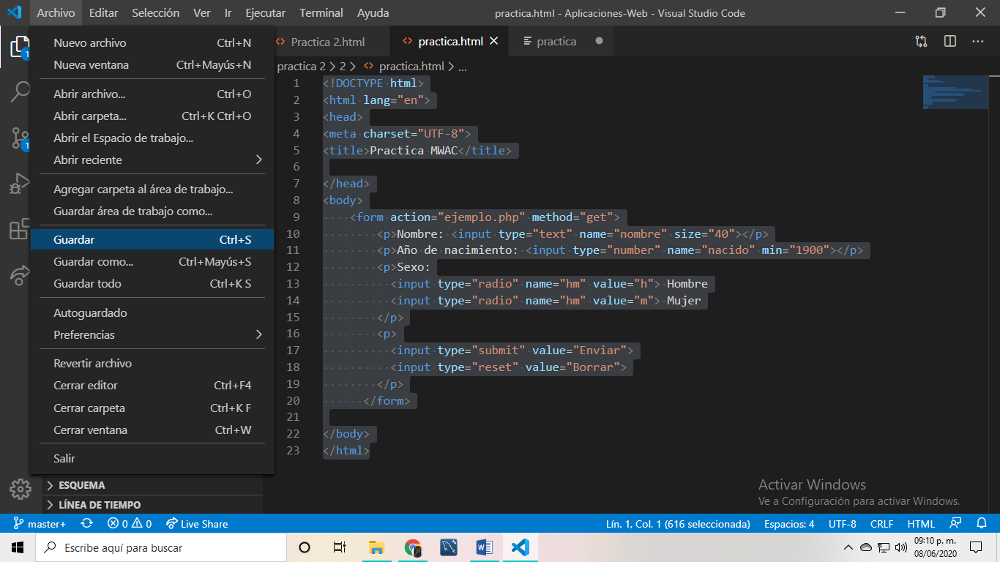 Archivo Editar Selección Ver Ir Ejecutar Terminal Ayuda practica.html - Aplicaciones-Web - Visual Studio Code
Nuevo archivo Ctrl+N
Nueva ventana Ctrl+Mayús+N
Abrir archivo... Ctrl+O
Abrir carpeta... Ctrl+K Ctrl+O
Abrir el Espacio de trabajo...
Abrir reciente
Agregar carpeta al área de trabajo...
Guardar área de trabajo como...
Guardar Ctrl+S
Guardar como... Ctrl+Mayús+S
Guardar todo Ctrl+K S
Autoguardado
Preferencias
Revertir archivo
Cerrar editor Ctrl+F4
Cerrar carpeta Ctrl+K F
Cerrar ventana Ctrl+W
Salir
1
1
ESQUEMA
LÍNEA DE TIEMPO
Practica 2.html practica.html practica
practica 2 > 2 > practica.html > ...
1 <!DOCTYPE html>
2 <html lang="en">
3 <head>
4 <meta charset="UTF-8">
5 <title>Practica MWAC</title>
6
7 </head>
8 <body>
9 <form action="ejemplo.php" method="get">
10 <p>Nombre: <input type="text" name="nombre" size="40"></p>
11 <p>Año de nacimiento: <input type="number" name="nacido" min="1900"></p>
12 <p>Sexo:
13 <input type="radio" name="hm" value="h"> Hombre
14 <input type="radio" name="hm" value="m"> Mujer
15 </p>
16 <p>
17 <input type="submit" value="Enviar">
18 <input type="reset" value="Borrar">
19 </p>
20 </form>
21
22 </body>
23 </html>
Activar Windows
Ve a Configuración para activar Windows.
master+ 0 0 Live Share Lín. 1, Col. 1 (616 seleccionada) Espacios: 4 UTF-8 CRLF HTML
Escribe aquí para buscar
09:10 p. m.
08/06/2020